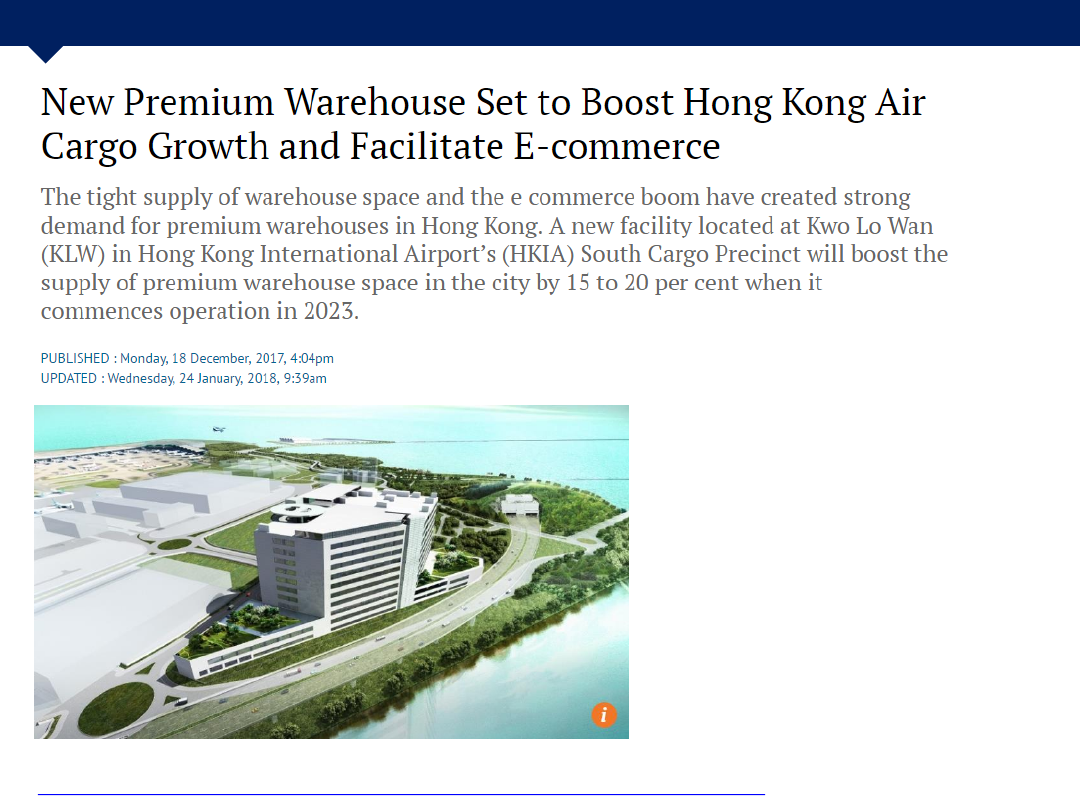 New Premium Warehouse Set to Boost Hong Kong Air
Cargo Growth and Facilitate E-commerce
The tight supply of warehouse space and the e commerce boom have created strong
demand for premium warehouses in Hong Kong. A new facility located at Kwo Lo Wan
(KLW) in Hong Kong International Airport’s (HKIA) South Cargo Precinct will boost the
supply of premium warehouse space in the city by 15 to 20 per cent when it
commences operation in 2023.
PUBLISHED : Monday, 18 December, 2017, 4:04pm
UPDATED : Wednesday, 24 January, 2018, 9:39am
i